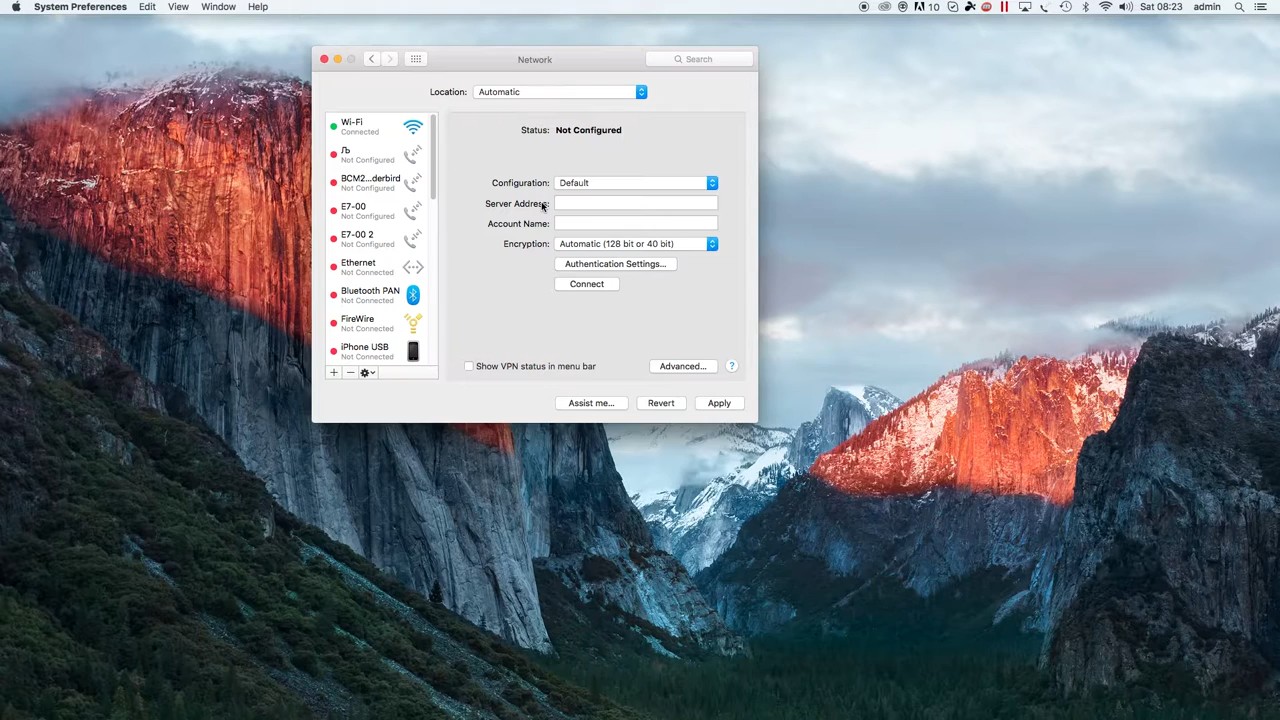 System Preferences Edit View Window Help
10 Sat 08:23 admin
Network
Search
Location: Automatic
Wi-Fi
Connected
Љ
Not Configured
BCM2...derbird
Not Configured
E7-00
Not Configured
E7-00 2
Not Configured
Ethernet
Not Connected
Bluetooth PAN
Not Connected
FireWire
Not Connected
iPhone USB
Not Connected
Status: Not Configured
Configuration: Default
Server Address:
Account Name:
Encryption: Automatic (128 bit or 40 bit)
Authentication Settings...
Connect
Show VPN status in menu bar
Advanced... ?
Assist me... Revert Apply